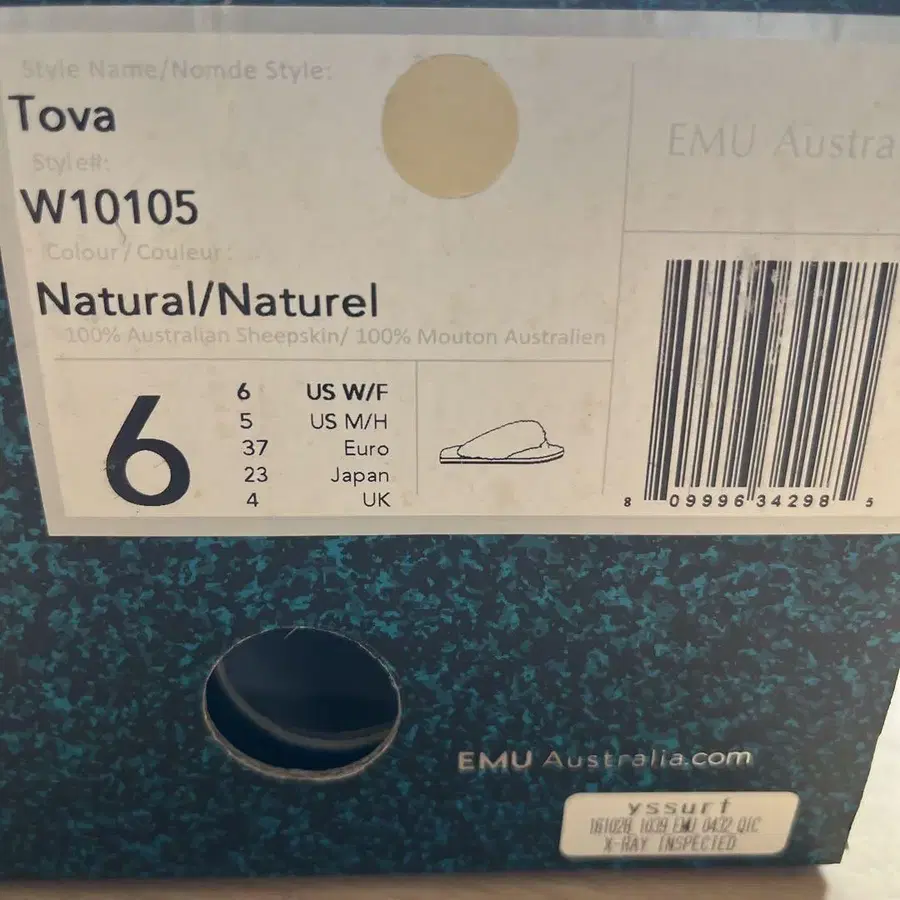 Style Name/Nomde Style:
Tova
Style#:
W10105
Colour/Couleur:
Natural/Naturel
100% Australian Sheepskin/ 100% Mouton Australien
6
6 US W/F
5 US M/H
37 Euro
23 Japan
4 UK
EMU Austra
8 09996 34298 5
EMU Australia.com
yssurt
161028 1039 EMU 0432 QIC
X-RAY INSPECTED